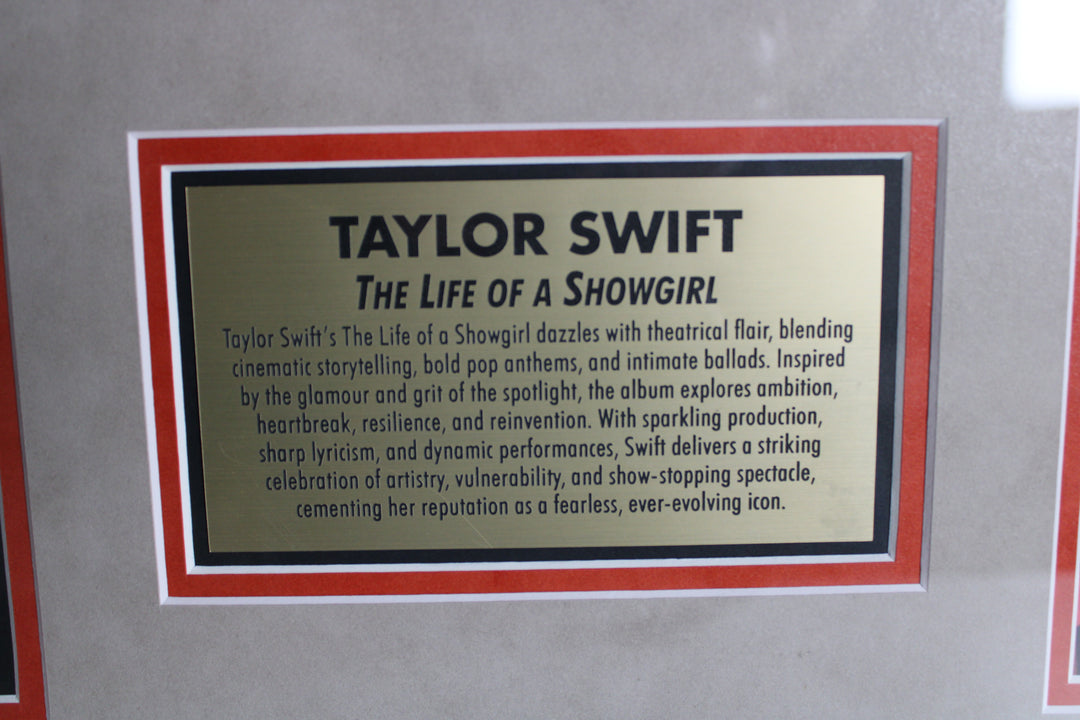 TAYLOR SWIFT
THE LIFE OF A SHOWGIRL
Taylor Swift's The Life of a Showgirl dazzles with theatrical flair, blending
cinematic storytelling, bold pop anthems, and intimate ballads. Inspired
by the glamour and grit of the spotlight, the album explores ambition,
heartbreak, resilience, and reinvention. With sparkling production,
sharp lyricism, and dynamic performances, Swift delivers a striking
celebration of artistry, vulnerability, and show-stopping spectacle,
cementing her reputation as a fearless, ever-evolving icon.